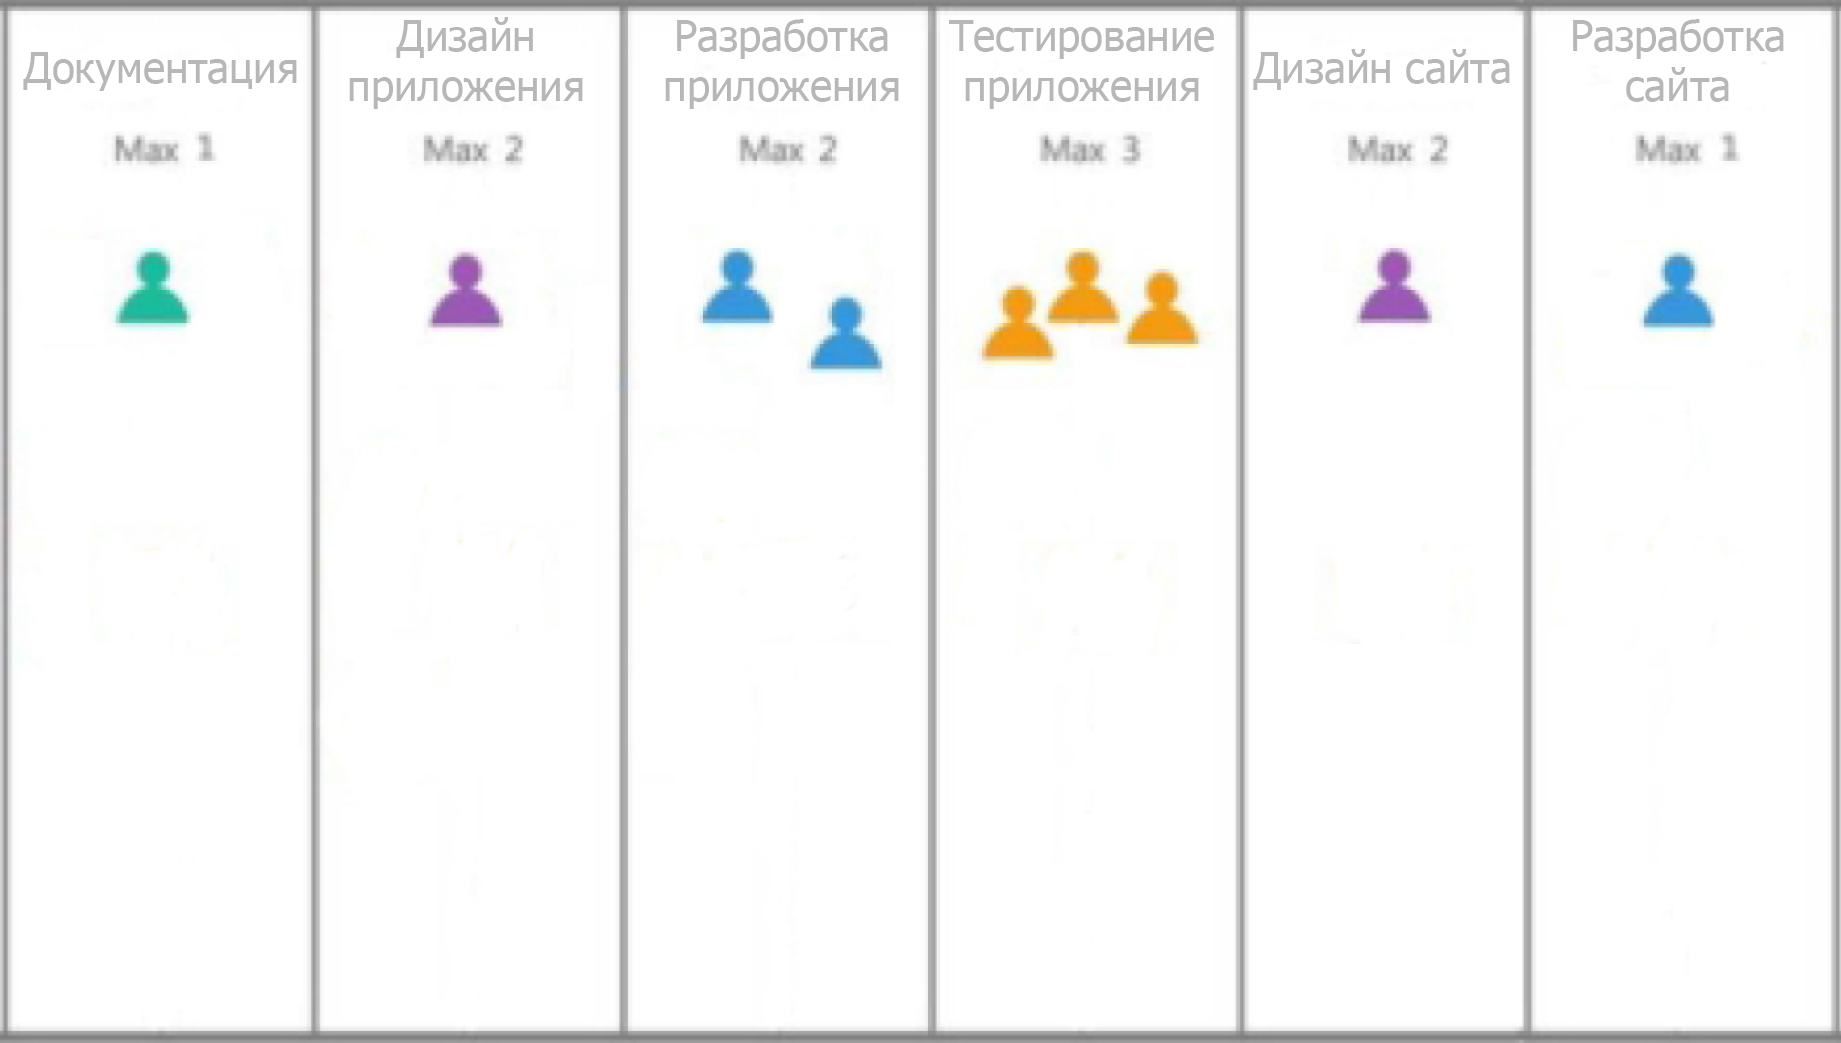 Документация
Дизайн
приложения
Разработка
приложения
Тестирование
приложения
Дизайн сайта
Разработка
сайта
Max 1
Max 2
Max 2
Max 3
Max 2
Max 1